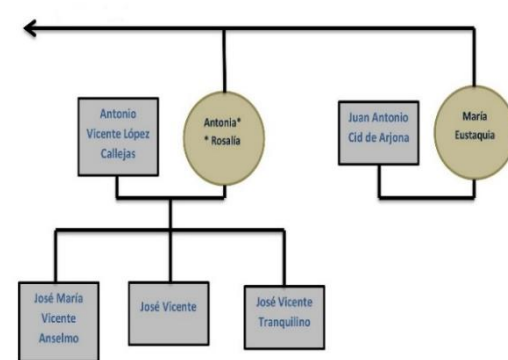 Antonio
Vicente López
Callejas
Antonia*
* Rosalía
Juan Antonio
Cid de Arjona
María
Eustaquia
José María
Vicente
Anselmo
José Vicente
José Vicente
Tranquilino